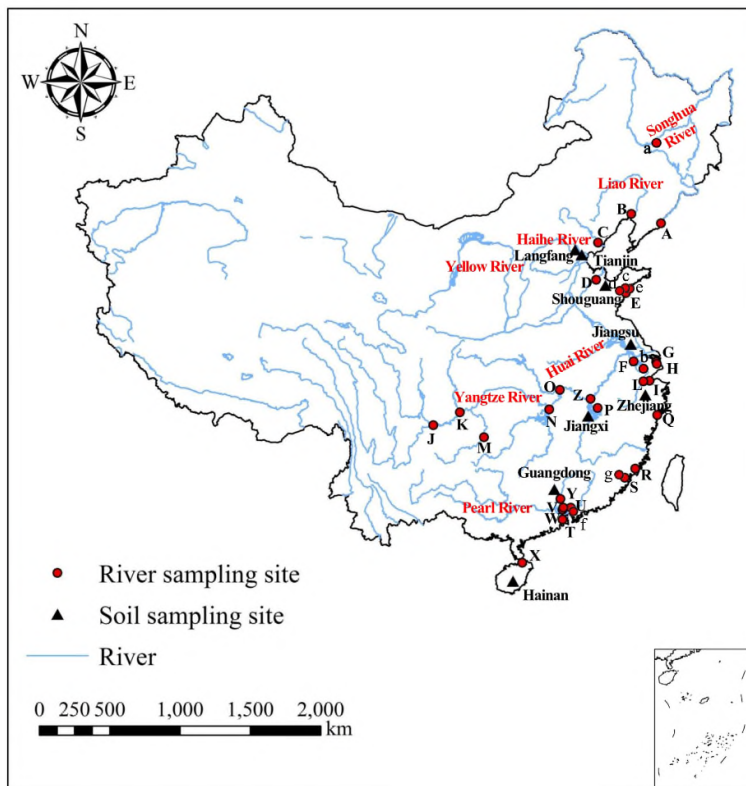 N
W E
S
Songhua
River
a
Liao River
B
A
C
Haihe River
Langfang
Tianjin
Yellow River
D
d
c
e
Shouguang
E
Jiangsu
Huai River
F
b
G
H
L
I
Zhejiang
Q
O
Z
P
Yangtze River
N
Jiangxi
J
K
M
Guangdong
g
R
S
Y
V
U
Pearl River
W
T
f
X
Hainan
River sampling site
Soil sampling site
River
0 250 500 1,000 1,500 2,000
km